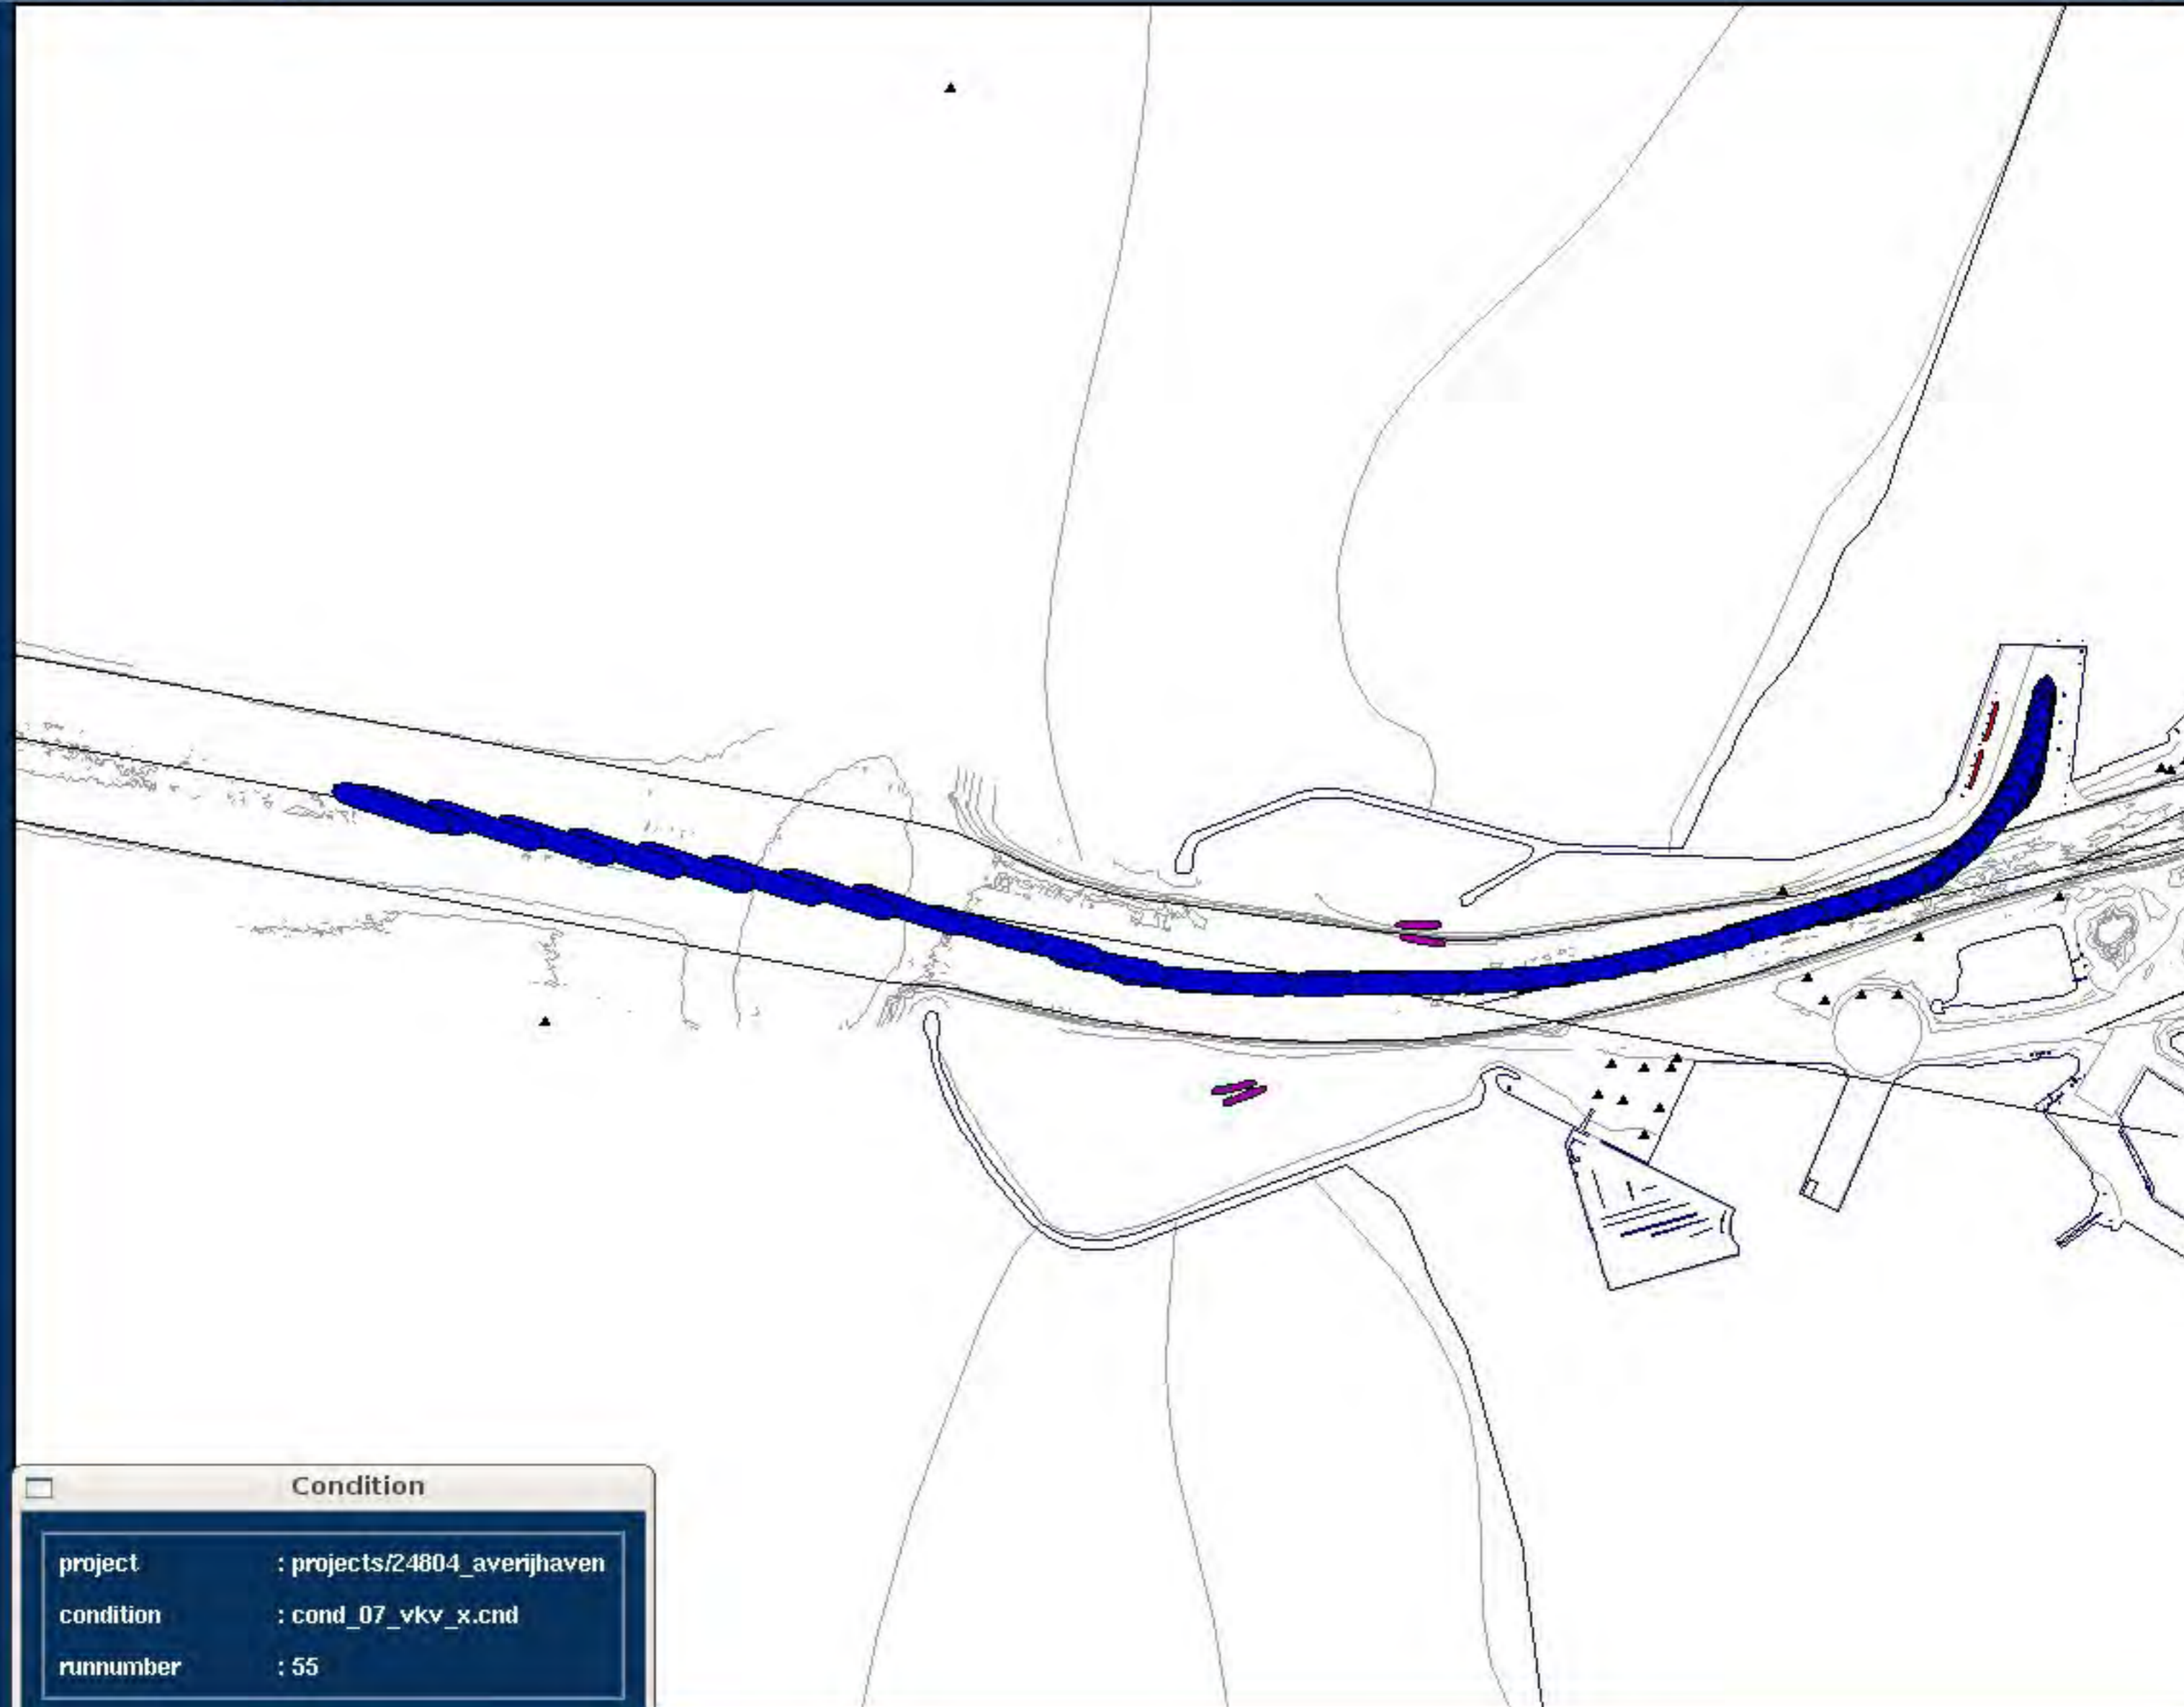 Condition
project : projects/24804_averijhaven
condition : cond_07_vkv_x.cnd
runnumber : 55